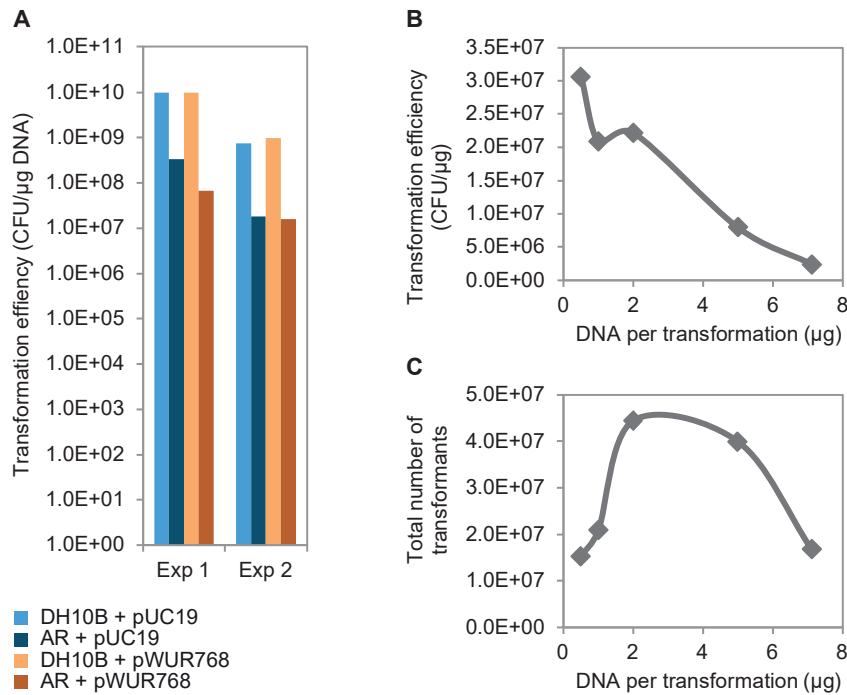 A
Transformation effiency (CFU/µg DNA)
1.0E+11
1.0E+10
1.0E+09
1.0E+08
1.0E+07
1.0E+06
1.0E+05
1.0E+04
1.0E+03
1.0E+02
1.0E+01
1.0E+00
Exp 1
Exp 2
DH10B + pUC19
AR + pUC19
DH10B + pWUR768
AR + pWUR768
B
Transformation efficiency
(CFU/µg)
3.5E+07
3.0E+07
2.5E+07
2.0E+07
1.5E+07
1.0E+07
5.0E+06
0.0E+00
0
2
4
6
8
DNA per transformation (µg)
C
Total number of
transformants
5.0E+07
4.0E+07
3.0E+07
2.0E+07
1.0E+07
0.0E+00
0
2
4
6
8
DNA per transformation (µg)